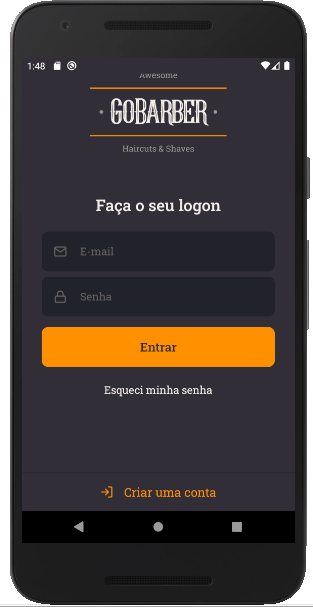 1:48
Awesome
GOBARBER
Haircuts & Shaves
Faça o seu logon
E-mail
Senha
Entrar
Esqueci minha senha
Criar uma conta